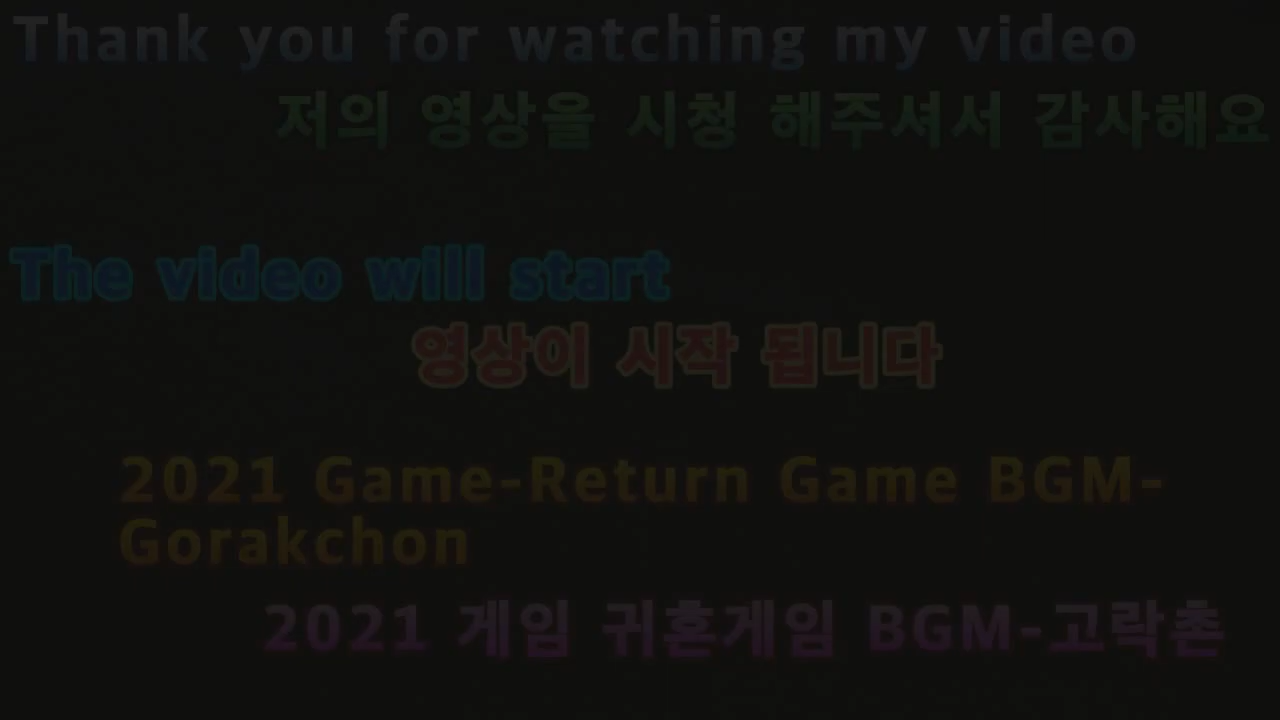 Thank you for watching my video
저의 영상을 시청 해주셔서 감사해요
The video will start
영상이 시작 됩니다
2021 Game-Return Game BGM-
Gorakchon
2021 게임 귀혼게임 BGM-고락촌